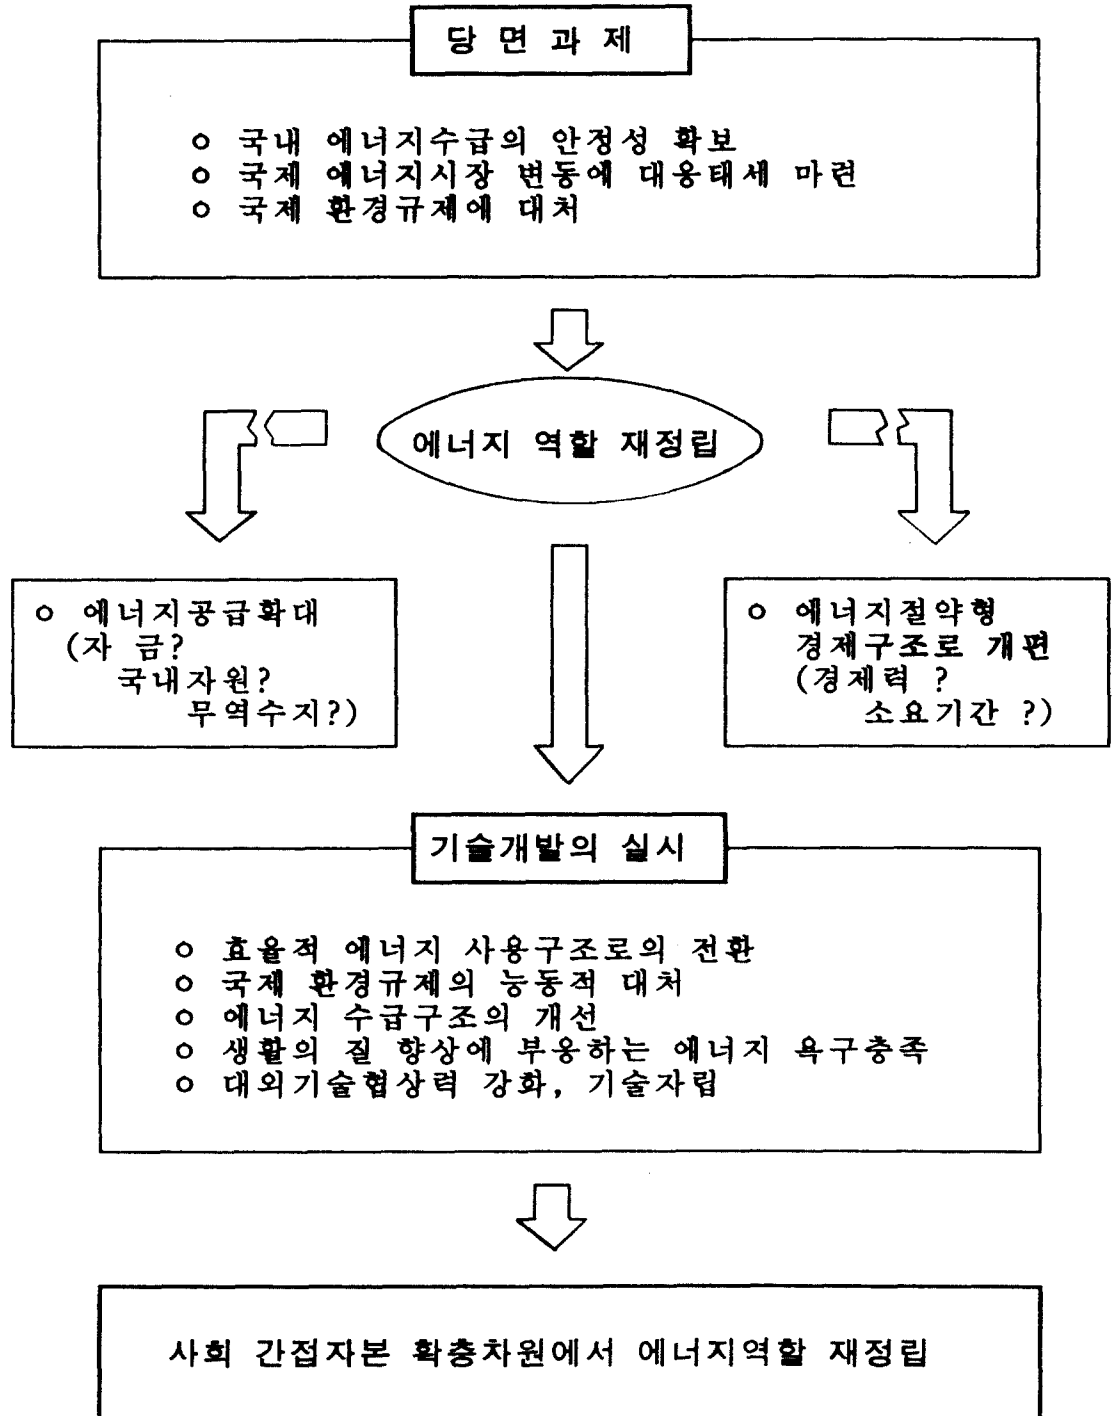 당 면 과 제
o 국내 에너지수급의 안정성 확보
o 국제 에너지시장 변동에 대응태세 마련
o 국제 환경규제에 대처
에너지 역할 재정립
o 에너지공급확대
(자 금?
국내자원?
무역수지?)
o 에너지절약형
경제구조로 개편
(경제력 ?
소요기간 ?)
기술개발의 실시
o 효율적 에너지 사용구조로의 전환
o 국제 환경규제의 능동적 대처
o 에너지 수급구조의 개선
o 생활의 질 향상에 부응하는 에너지 욕구충족
o 대외기술협상력 강화, 기술자립
사회 간접자본 확충차원에서 에너지역할 재정립